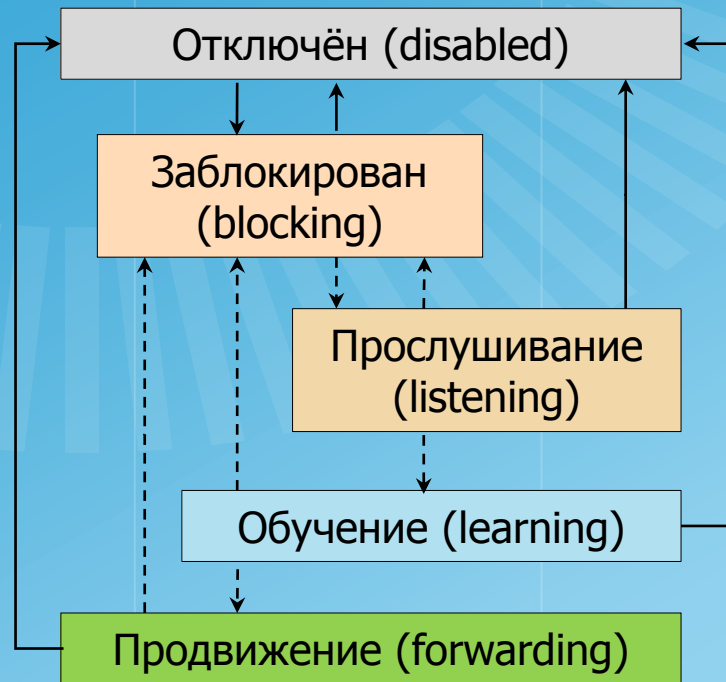 Отключён (disabled)
Заблокирован
(blocking)
Прослушивание
(listening)
Обучение (learning)
Продвижение (forwarding)